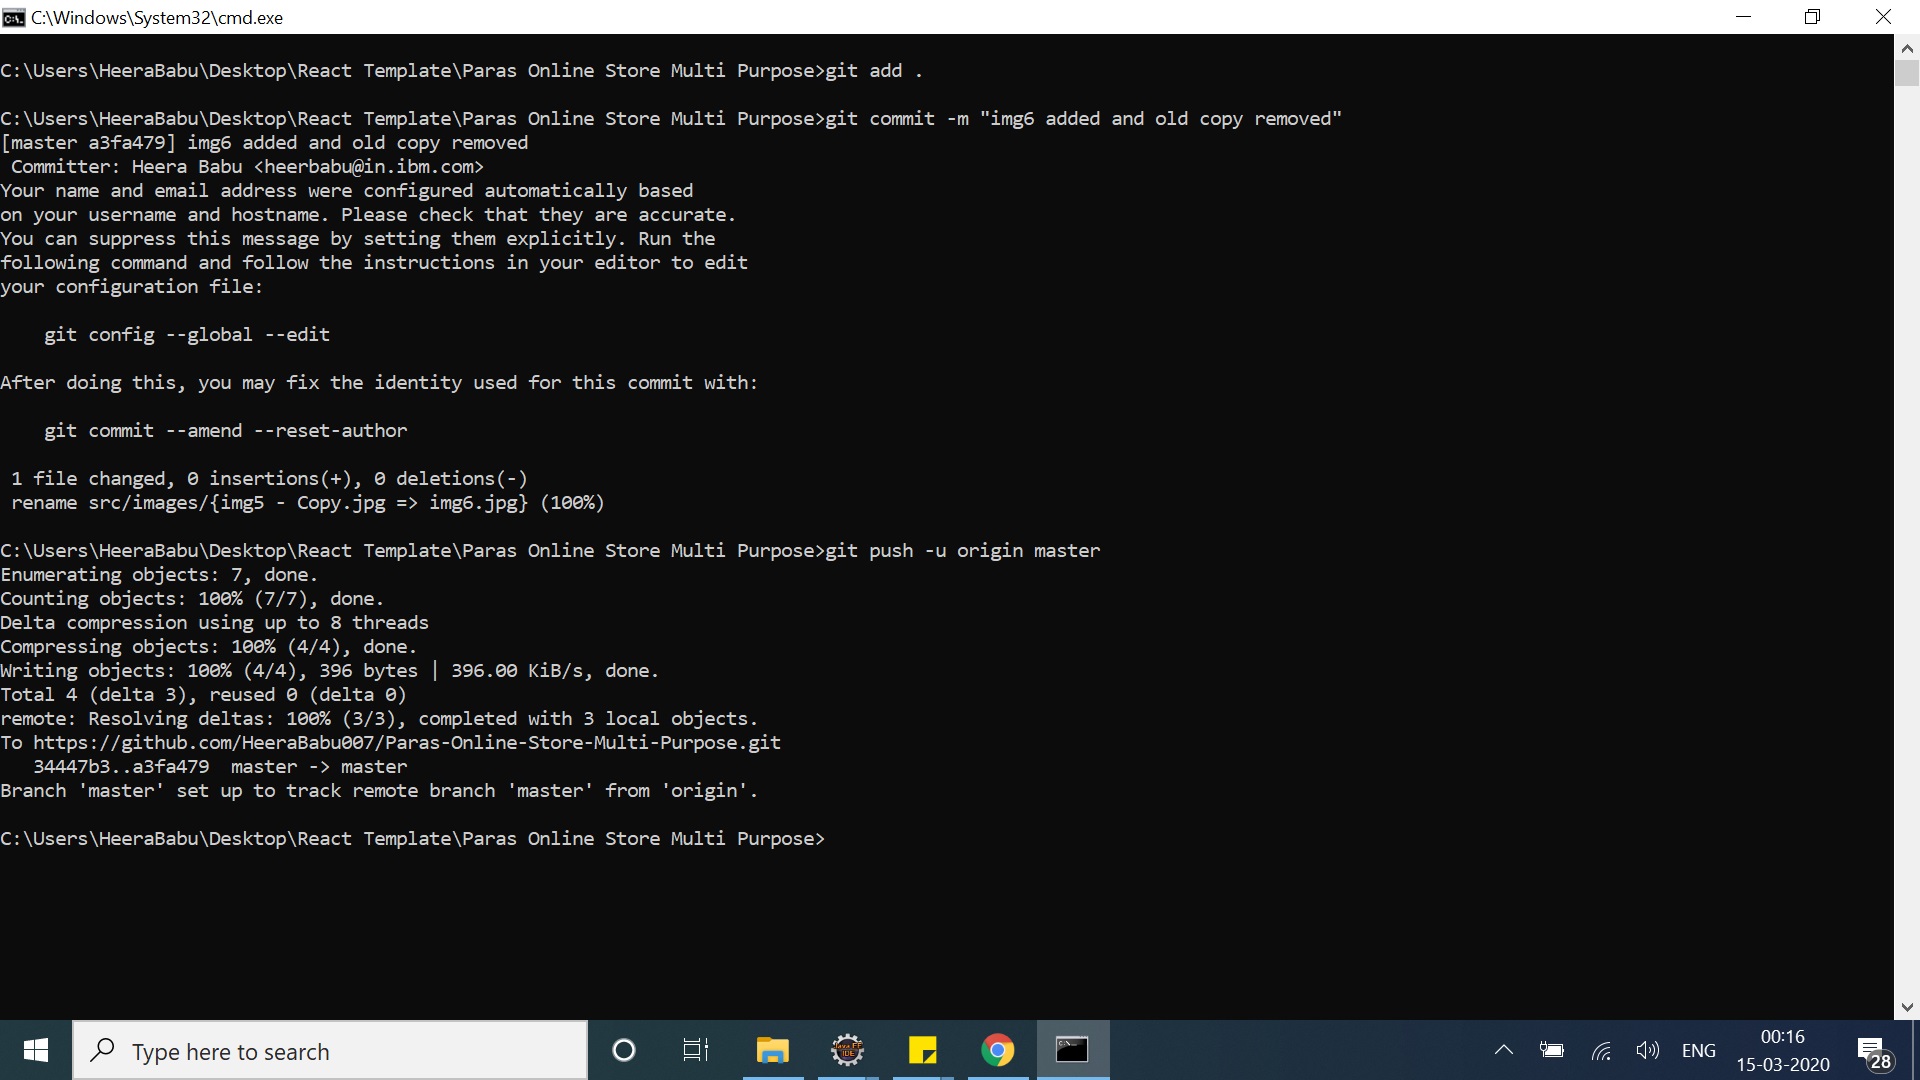 C:\Windows\System32\cmd.exe
C:\Users\HeeraBabu\Desktop\React Template\Paras Online Store Multi Purpose>git add .
C:\Users\HeeraBabu\Desktop\React Template\Paras Online Store Multi Purpose>git commit -m "img6 added and old copy removed"
[master a3fa479] img6 added and old copy removed
 Committer: Heera Babu <heerbabu@in.ibm.com>
Your name and email address were configured automatically based
on your username and hostname. Please check that they are accurate.
You can suppress this message by setting them explicitly. Run the
following command and follow the instructions in your editor to edit
your configuration file:
    git config --global --edit
After doing this, you may fix the identity used for this commit with:
    git commit --amend --reset-author
 1 file changed, 0 insertions(+), 0 deletions(-)
 rename src/images/{img5 - Copy.jpg => img6.jpg} (100%)
C:\Users\HeeraBabu\Desktop\React Template\Paras Online Store Multi Purpose>git push -u origin master
Enumerating objects: 7, done.
Counting objects: 100% (7/7), done.
Delta compression using up to 8 threads
Compressing objects: 100% (4/4), done.
Writing objects: 100% (4/4), 396 bytes | 396.00 KiB/s, done.
Total 4 (delta 3), reused 0 (delta 0)
remote: Resolving deltas: 100% (3/3), completed with 3 local objects.
To https://github.com/HeeraBabu007/Paras-Online-Store-Multi-Purpose.git
   34447b3..a3fa479  master -> master
Branch 'master' set up to track remote branch 'master' from 'origin'.
C:\Users\HeeraBabu\Desktop\React Template\Paras Online Store Multi Purpose>
Type here to search
Java EE
IDE
ENG
00:16
15-03-2020
28